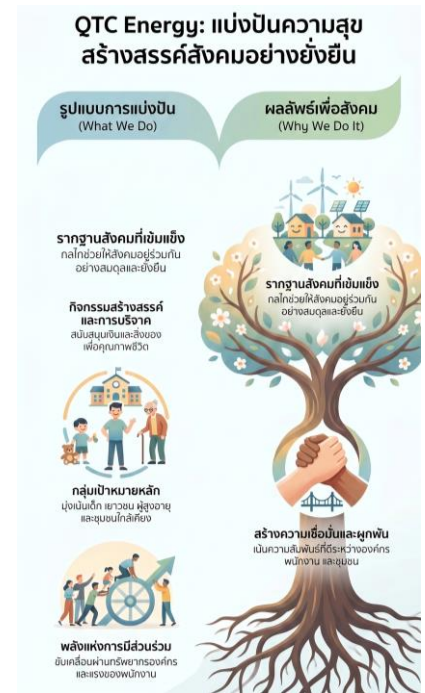 QTC Energy: แบ่งปันความสุข
สร้างสรรค์สังคมอย่างยั่งยืน
รูปแบบการแบ่งปัน
(What We Do)
ผลลัพธ์เพื่อสังคม
(Why We Do It)
รากฐานสังคมที่เข้มแข็ง
กลไกช่วยให้สังคมอยู่ร่วมกัน
อย่างสมดุลและยั่งยืน
กิจกรรมสร้างสรรค์
และการบริจาค
สนับสนุนเงินและสิ่งของ
เพื่อคุณภาพชีวิต
กลุ่มเป้าหมายหลัก
มุ่งเน้นเด็ก เยาวชน ผู้สูงอายุ
และชุมชนใกล้เคียง
พลังแห่งการมีส่วนร่วม
ขับเคลื่อนผ่านทรัพยากรองค์กร
และแรงของพนักงาน
รากฐานสังคมที่เข้มแข็ง
กลไกช่วยให้สังคมอยู่ร่วมกัน
อย่างสมดุลและยั่งยืน
สร้างความเชื่อมั่นและผูกพัน
เน้นความสัมพันธ์ที่ดีระหว่างองค์กร
พนักงาน และชุมชน